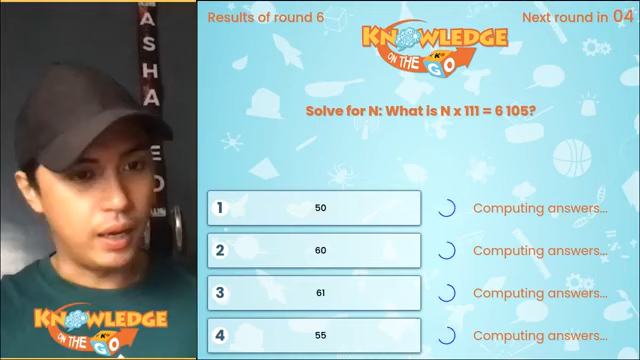 ASHA
Results of round 6
Next round in 04
KNOWLEDGE
ON THE GO
Solve for N: What is N x 111 = 6 105?
1 50 Computing answers...
2 60 Computing answers...
3 61 Computing answers...
4 55 Computing answers...
KNOWLEDGE
ON THE GO